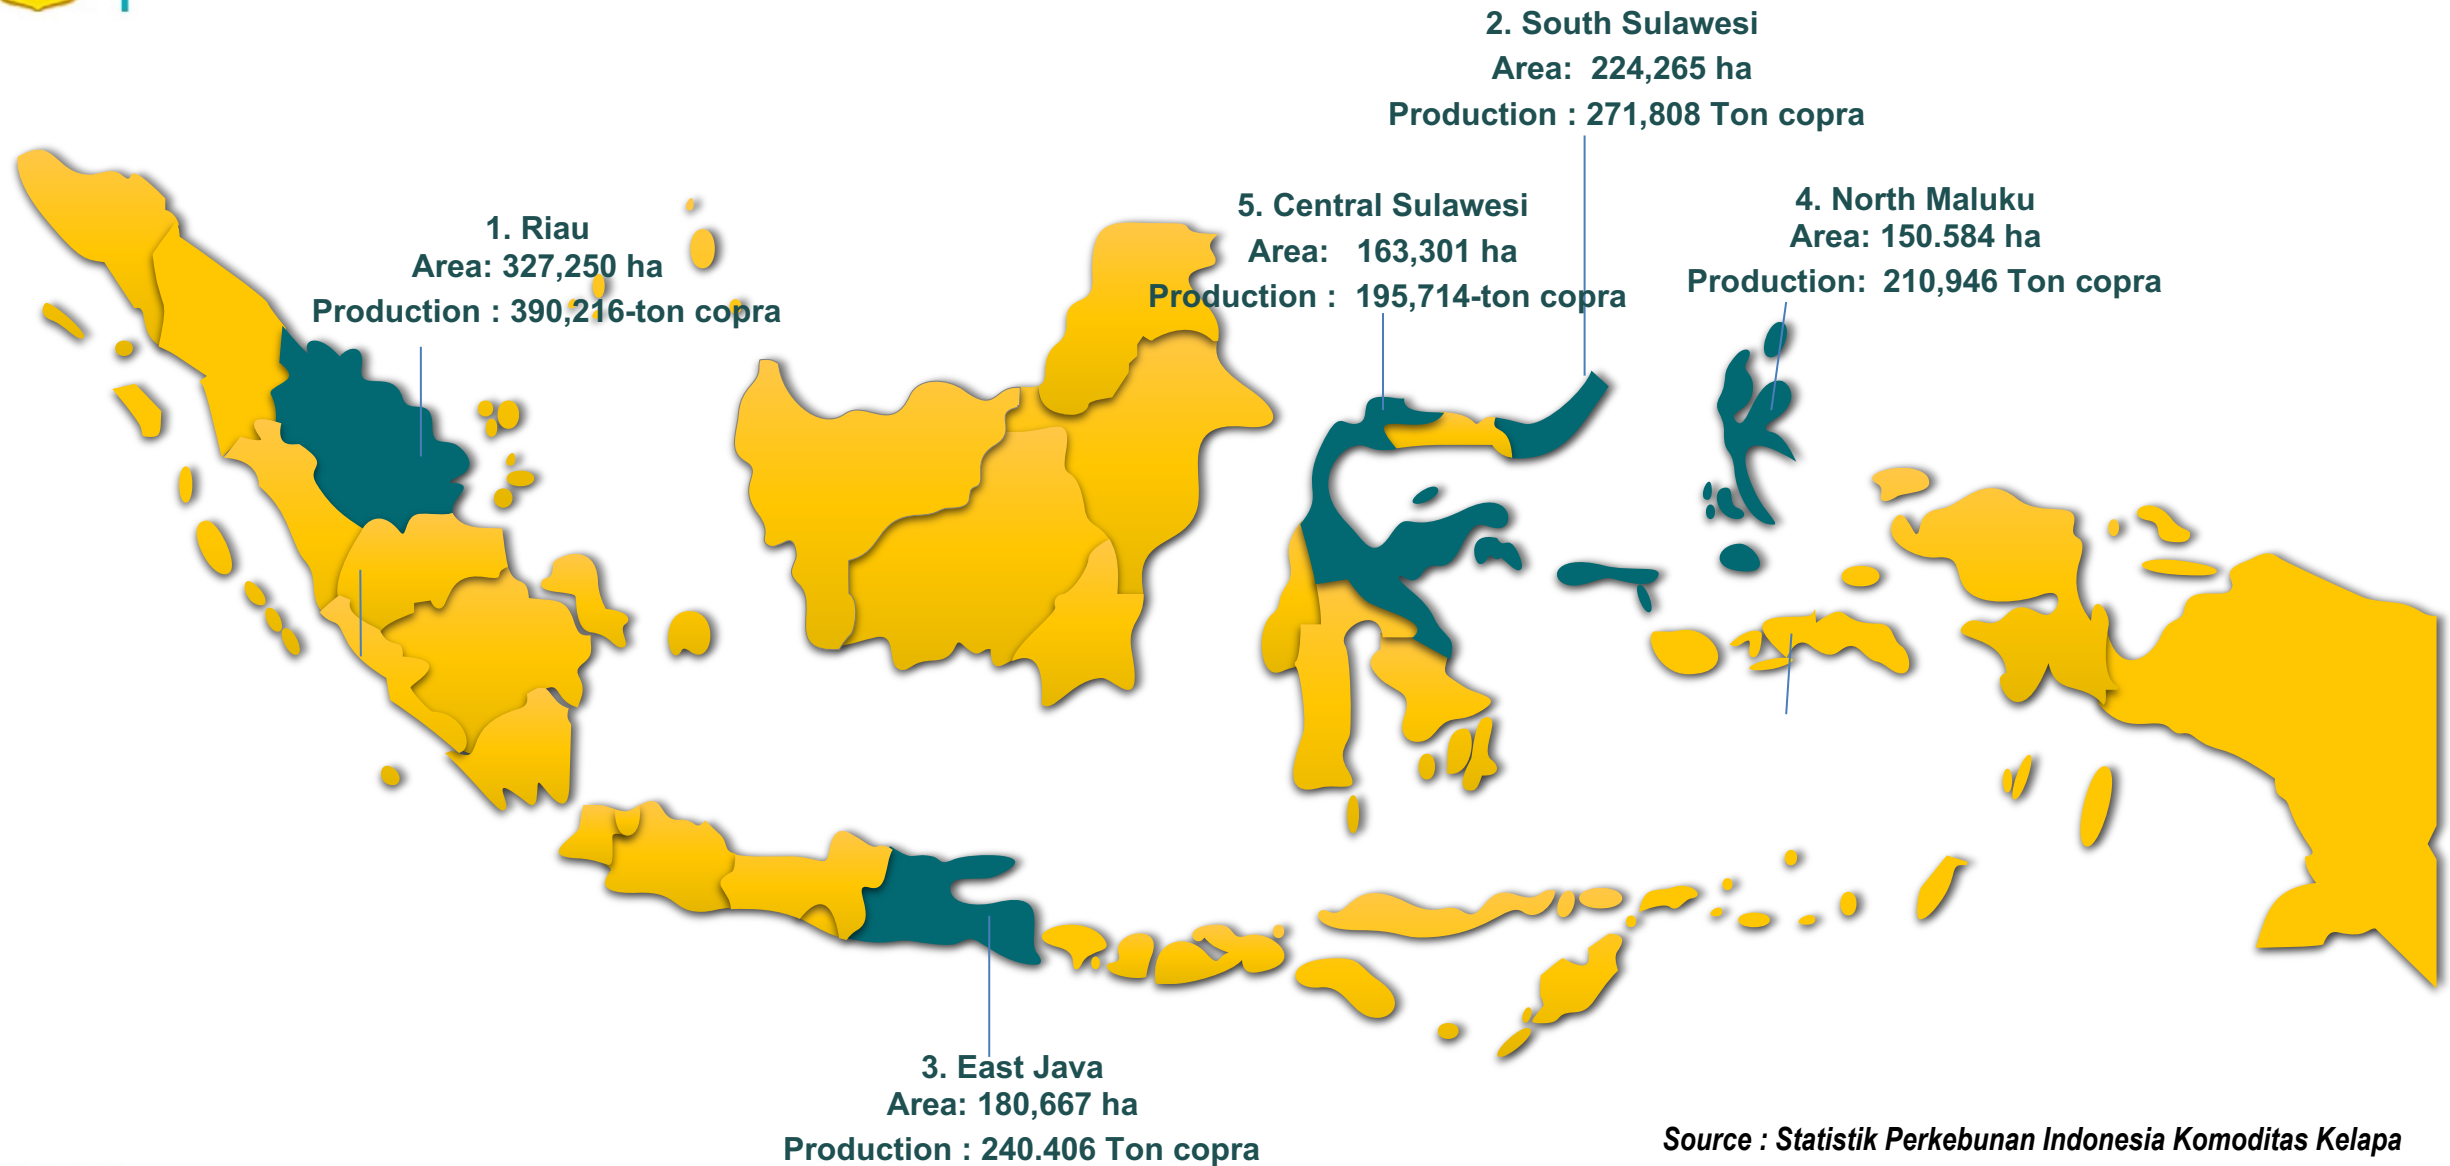 2. South Sulawesi
Area: 224,265 ha
Production : 271,808 Ton copra
5. Central Sulawesi
Area: 163,301 ha
Production : 195,714-ton copra
4. North Maluku
Area: 150.584 ha
Production: 210,946 Ton copra
1. Riau
Area: 327,250 ha
Production : 390,216-ton copra
3. East Java
Area: 180,667 ha
Production : 240.406 Ton copra
Source : Statistik Perkebunan Indonesia Komoditas Kelapa